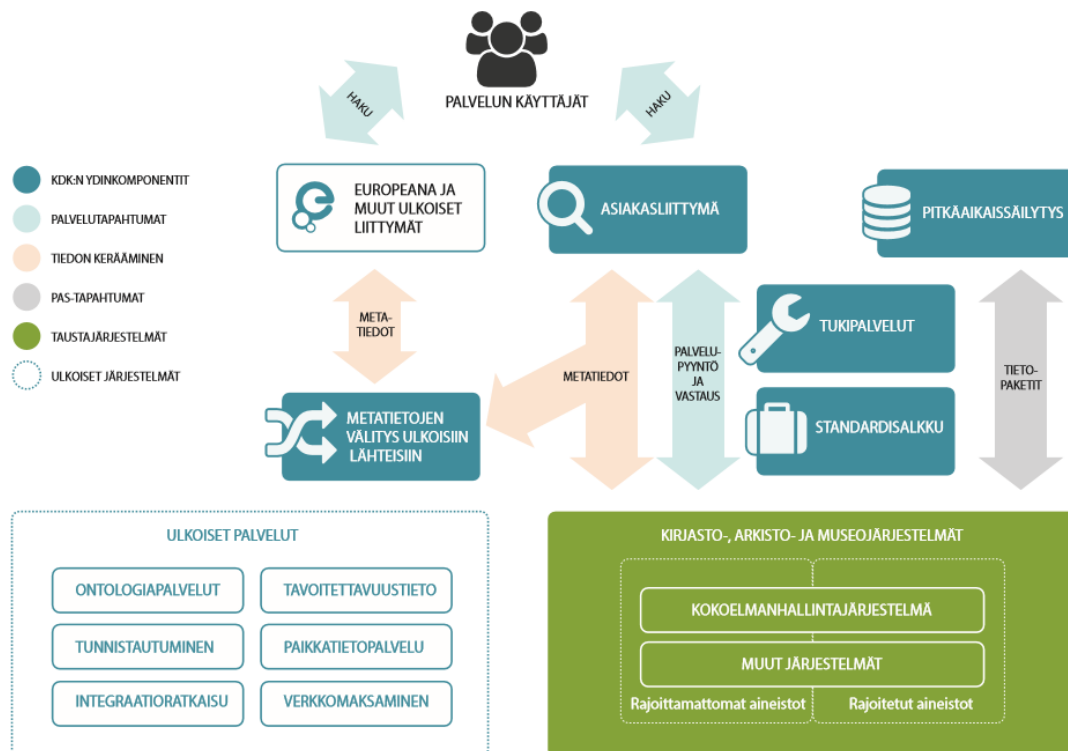 PALVELUN KÄYTTÄJÄT
HAKU
HAKU
KDK:N YDINKOMPONENTIT
PALVELUTAPAHTUMAT
TIEDON KERÄÄMINEN
PAS-TAPAHTUMAT
TAUSTAJÄRJESTELMÄT
ULKOISET JÄRJESTELMÄT
EUROPEANA JA
MUUT ULKOISET
LIITTYMÄT
ASIAKASLIITTYMÄ
PITKÄAIKAISSÄILYTYS
META-
TIEDOT
METATIEDOT
PALVELU-
PYYNTÖ
JA
VASTAUS
TUKIPALVELUT
STANDARDISALKKU
TIETO-
PAKETIT
METATIETOJEN
VÄLITYS ULKOISIIN
LÄHTEISIIN
ULKOISET PALVELUT
ONTOLOGIAPALVELUT
TAVOITETTAVUUSTIETO
TUNNISTAUTUMINEN
PAIKKATIETOPALVELU
INTEGRAATIORATKAISU
VERKKOMAKSAMINEN
KIRJASTO-, ARKISTO- JA MUSEOJÄRJESTELMÄT
KOKOELMANHALLINTAJÄRJESTELMÄ
MUUT JÄRJESTELMÄT
Rajoittamattomat aineistot
Rajoitetut aineistot